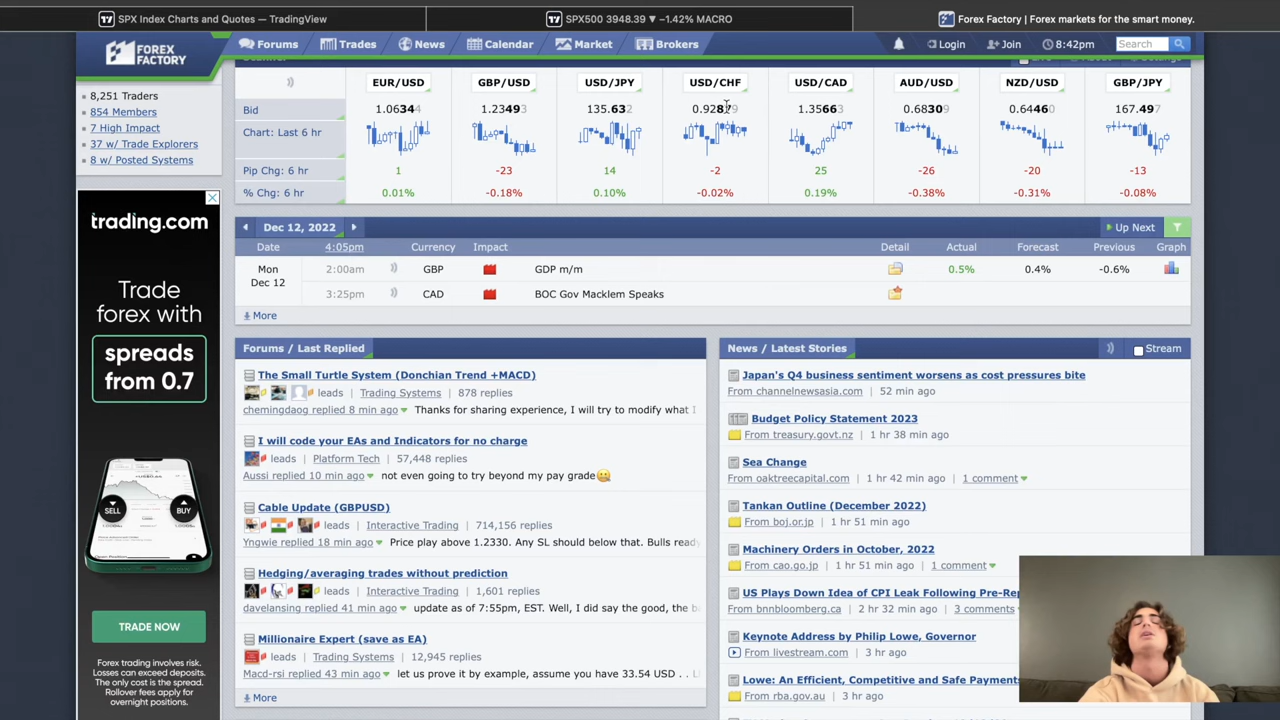 SPX Index Charts and Quotes — TradingView
SPX500 3948.39 ▼ −1.42% MACRO
Forex Factory | Forex markets for the smart money.
FOREX
FACTORY
Forums
Trades
News
Calendar
Market
Brokers
Login
Join
8:42pm
Search
8,251 Traders
854 Members
7 High Impact
37 w/ Trade Explorers
8 w/ Posted Systems
EUR/USD GBP/USD USD/JPY USD/CHF USD/CAD AUD/USD NZD/USD GBP/JPY
Bid 1.06344 1.23493 135.632 1.35663 0.68309 0.64460 167.497
Chart: Last 6 hr
Pip Chg: 6 hr 1 -23 14 -2 25 -26 -20 -13
% Chg: 6 hr 0.01% -0.18% 0.10% -0.02% 0.19% -0.38% -0.31% -0.08%
Dec 12, 2022
Up Next
Date 4:05pm Currency Impact Detail Actual Forecast Previous Graph
Mon
Dec 12
2:00am GBP GDP m/m 0.5% 0.4% -0.6%
3:25pm CAD BOC Gov Macklem Speaks
More
Forums / Last Replied
The Small Turtle System (Donchian Trend +MACD)
leads | Trading Systems | 878 replies
chemingdaog replied 8 min ago Thanks for sharing experience, I will try to modify what I
I will code your EAs and Indicators for no charge
leads | Platform Tech | 57,448 replies
Aussi replied 10 min ago not even going to try beyond my pay grade
Cable Update (GBPUSD)
leads | Interactive Trading | 714,156 replies
Yngwie replied 18 min ago Price play above 1.2330. Any SL should below that. Bulls ready
Hedging/averaging trades without prediction
leads | Interactive Trading | 1,601 replies
davelansing replied 41 min ago update as of 7:55pm, EST. Well, I did say the good, the b
Millionaire Expert (save as EA)
leads | Trading Systems | 12,945 replies
Macd-rsi replied 43 min ago let us prove it by example, assume you have 33.54 USD . .
More
News / Latest Stories
Stream
Japan's Q4 business sentiment worsens as cost pressures bite
From channelnewsasia.com | 52 min ago
Budget Policy Statement 2023
From treasury.govt.nz | 1 hr 38 min ago
Sea Change
From oaktreecapital.com | 1 hr 42 min ago | 1 comment
Tankan Outline (December 2022)
From boj.or.jp | 1 hr 51 min ago
Machinery Orders in October, 2022
From cao.go.jp | 1 hr 51 min ago | 1 comment
US Plays Down Idea of CPI Leak Following Pre-Rep
From bnnbloomberg.ca | 2 hr 32 min ago | 3 comments
Keynote Address by Philip Lowe, Governor
From livestream.com | 3 hr ago
Lowe: An Efficient, Competitive and Safe Payments
From rba.gov.au | 3 hr ago
trading.com
Trade
forex with
spreads
from 0.7
SELL
BUY
TRADE NOW
Forex trading involves risk.
Losses can exceed deposits.
The only cost is the spread.
Rollover fees apply for
overnight positions.